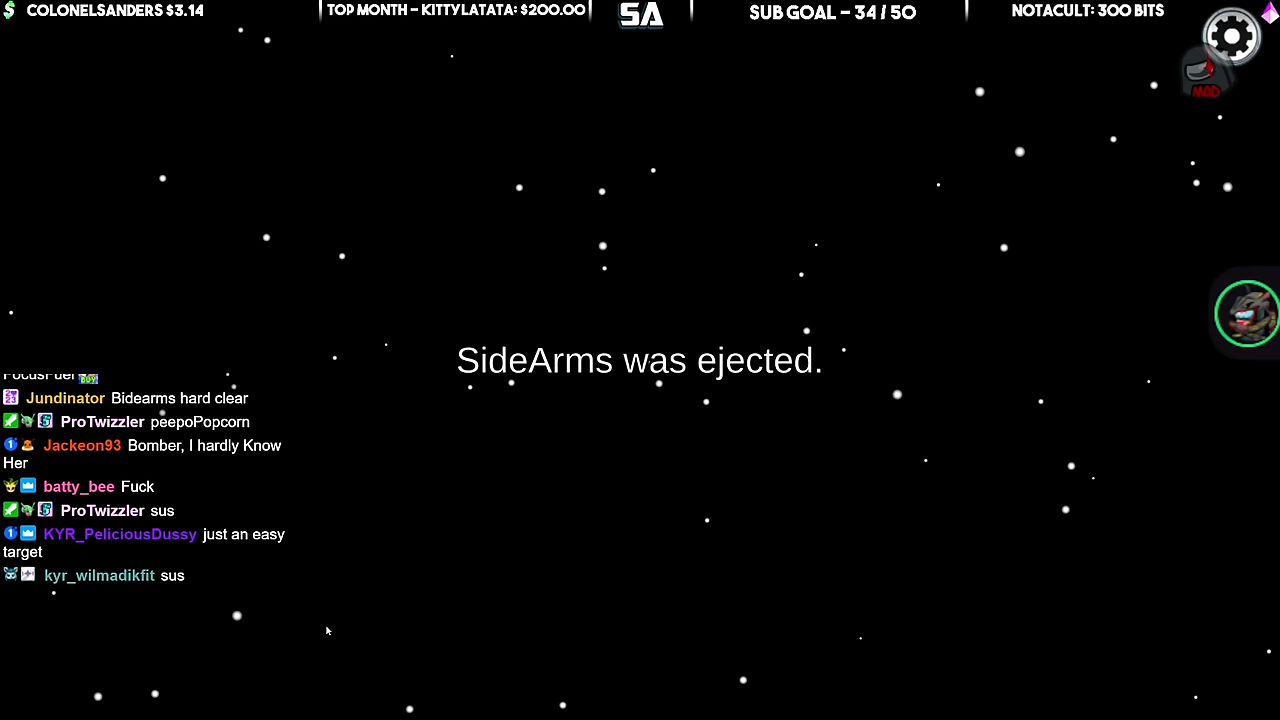 $ COLONELSANDERS $3.14
TOP MONTH - KITTYLATATA: $200.00
SA
SUB GOAL - 34 / 50
NOTACULT: 300 BITS
MOD
SideArms was ejected.
FocusFuel
Jundinator Bidearms hard clear
ProTwizzler peepoPopcorn
Jackeon93 Bomber, I hardly Know
Her
batty_bee Fuck
ProTwizzler sus
KYR_PeliciousDussy just an easy
target
kyr_wilmadikfit sus